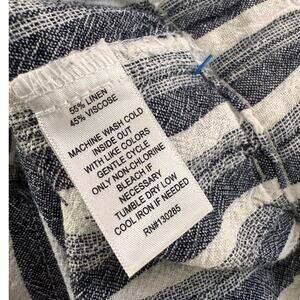 55% LINEN
45% VISCOSE
MACHINE WASH COLD
INSIDE OUT
WITH LIKE COLORS
GENTLE CYCLE
ONLY NON-CHLORINE
BLEACH IF
NECESSARY
TUMBLE DRY LOW
COOL IRON IF NEEDED
RN#130285